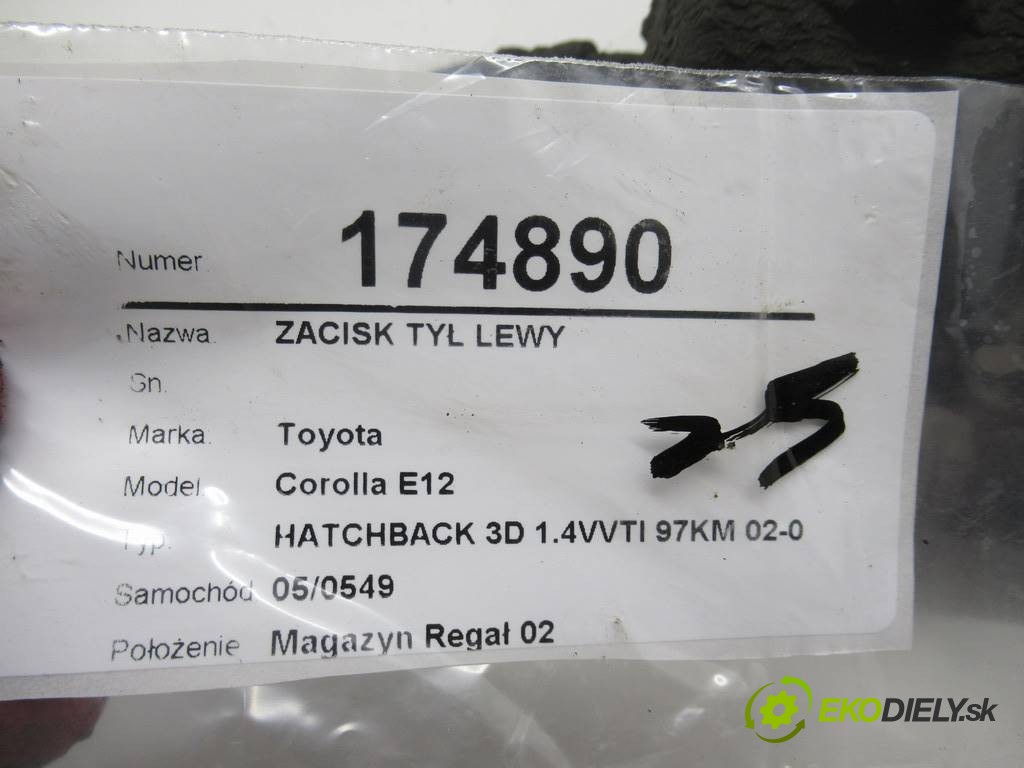 Numer 174890
Nazwa ZACISK TYŁ LEWY
Gn.
Marka Toyota
Model Corolla E12
Typ. HATCHBACK 3D 1.4VVTI 97KM 02-0
Samochód 05/0549
Położenie Magazyn Regał 02
EKODIELY.sk